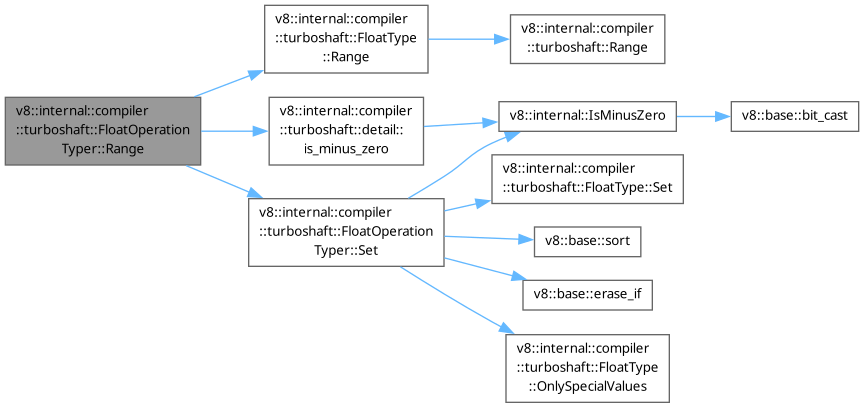 v8::internal::compiler
::turboshaft::FloatOperation
Typer::Range
v8::internal::compiler
::turboshaft::FloatType
::Range
v8::internal::compiler
::turboshaft::Range
v8::internal::compiler
::turboshaft::detail::
is_minus_zero
v8::internal::IsMinusZero
v8::base::bit_cast
v8::internal::compiler
::turboshaft::FloatOperation
Typer::Set
v8::internal::compiler
::turboshaft::FloatType::Set
v8::base::sort
v8::base::erase_if
v8::internal::compiler
::turboshaft::FloatType
::OnlySpecialValues